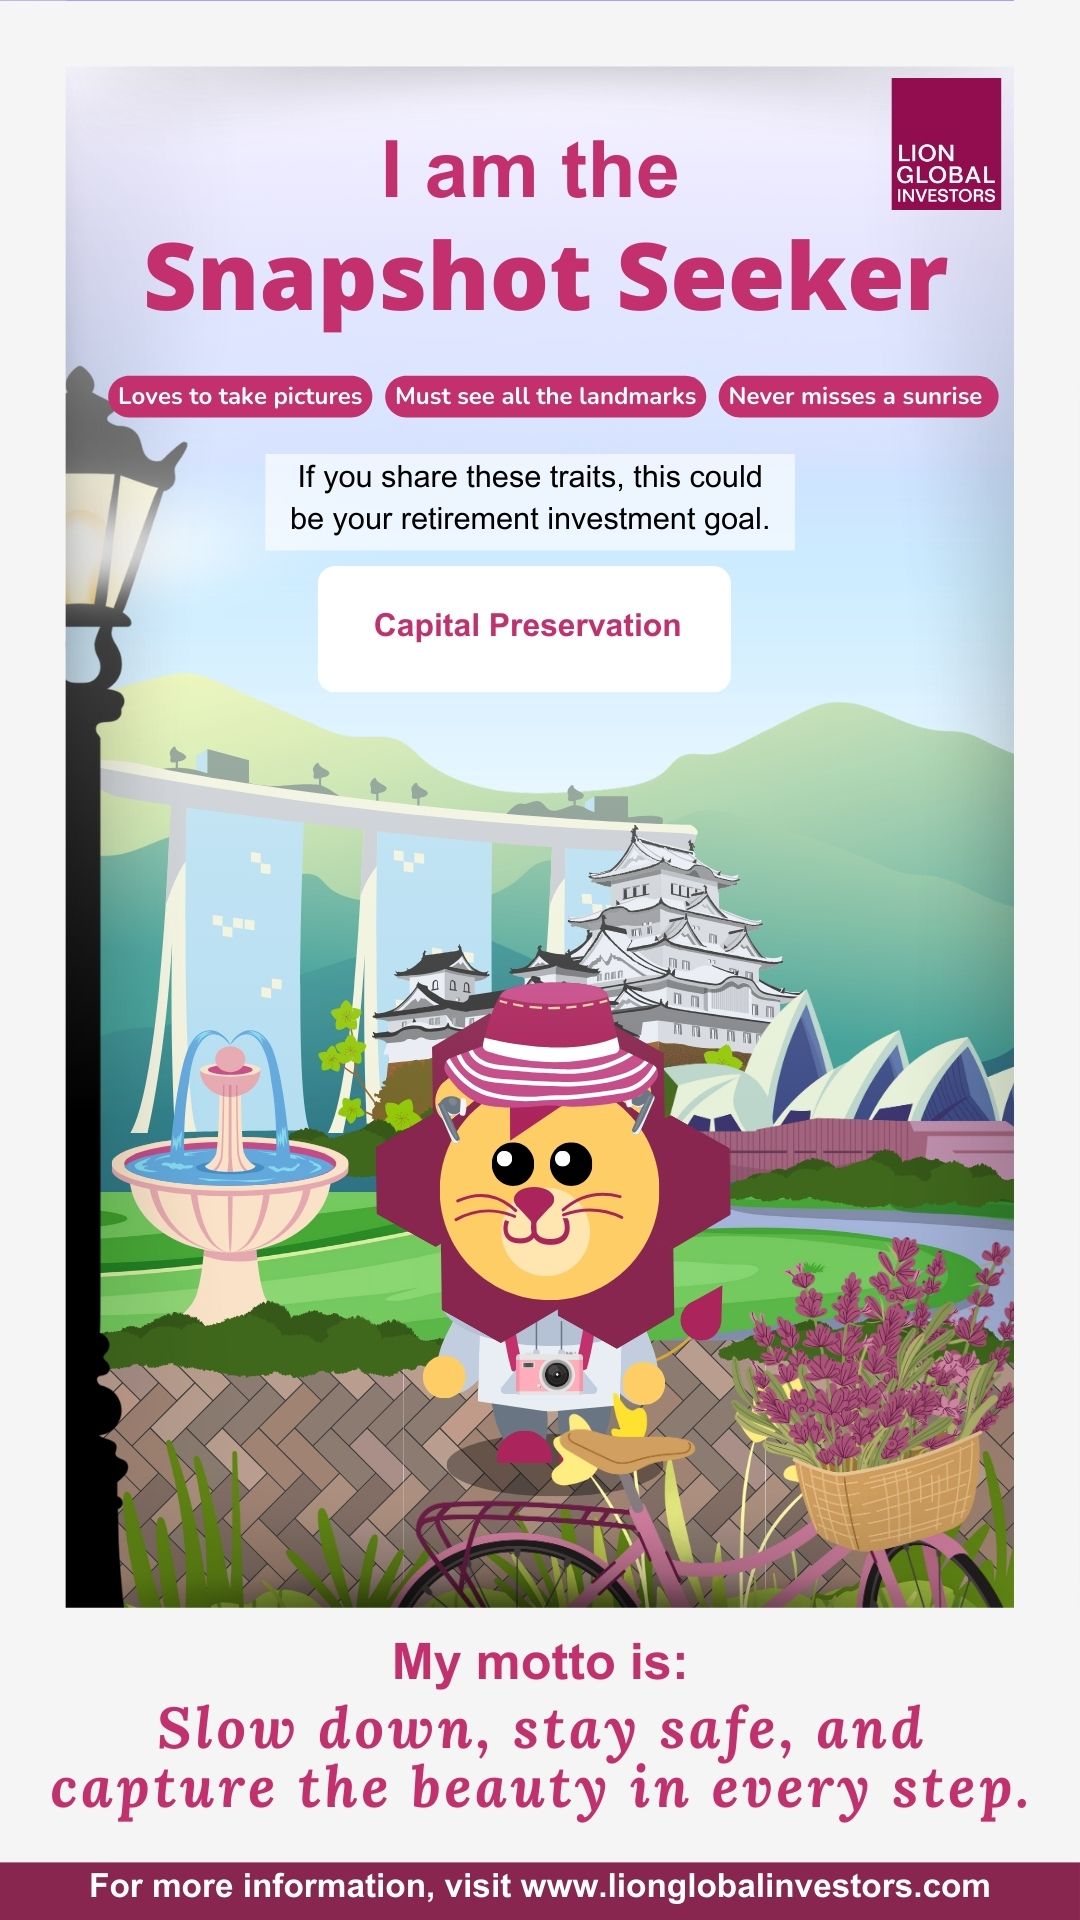 LION
GLOBAL
INVESTORS
I am the
Snapshot Seeker
Loves to take pictures
Must see all the landmarks
Never misses a sunrise
If you share these traits, this could
be your retirement investment goal.
Capital Preservation
My motto is:
Slow down, stay safe, and
capture the beauty in every step.
For more information, visit www.lionglobalinvestors.com